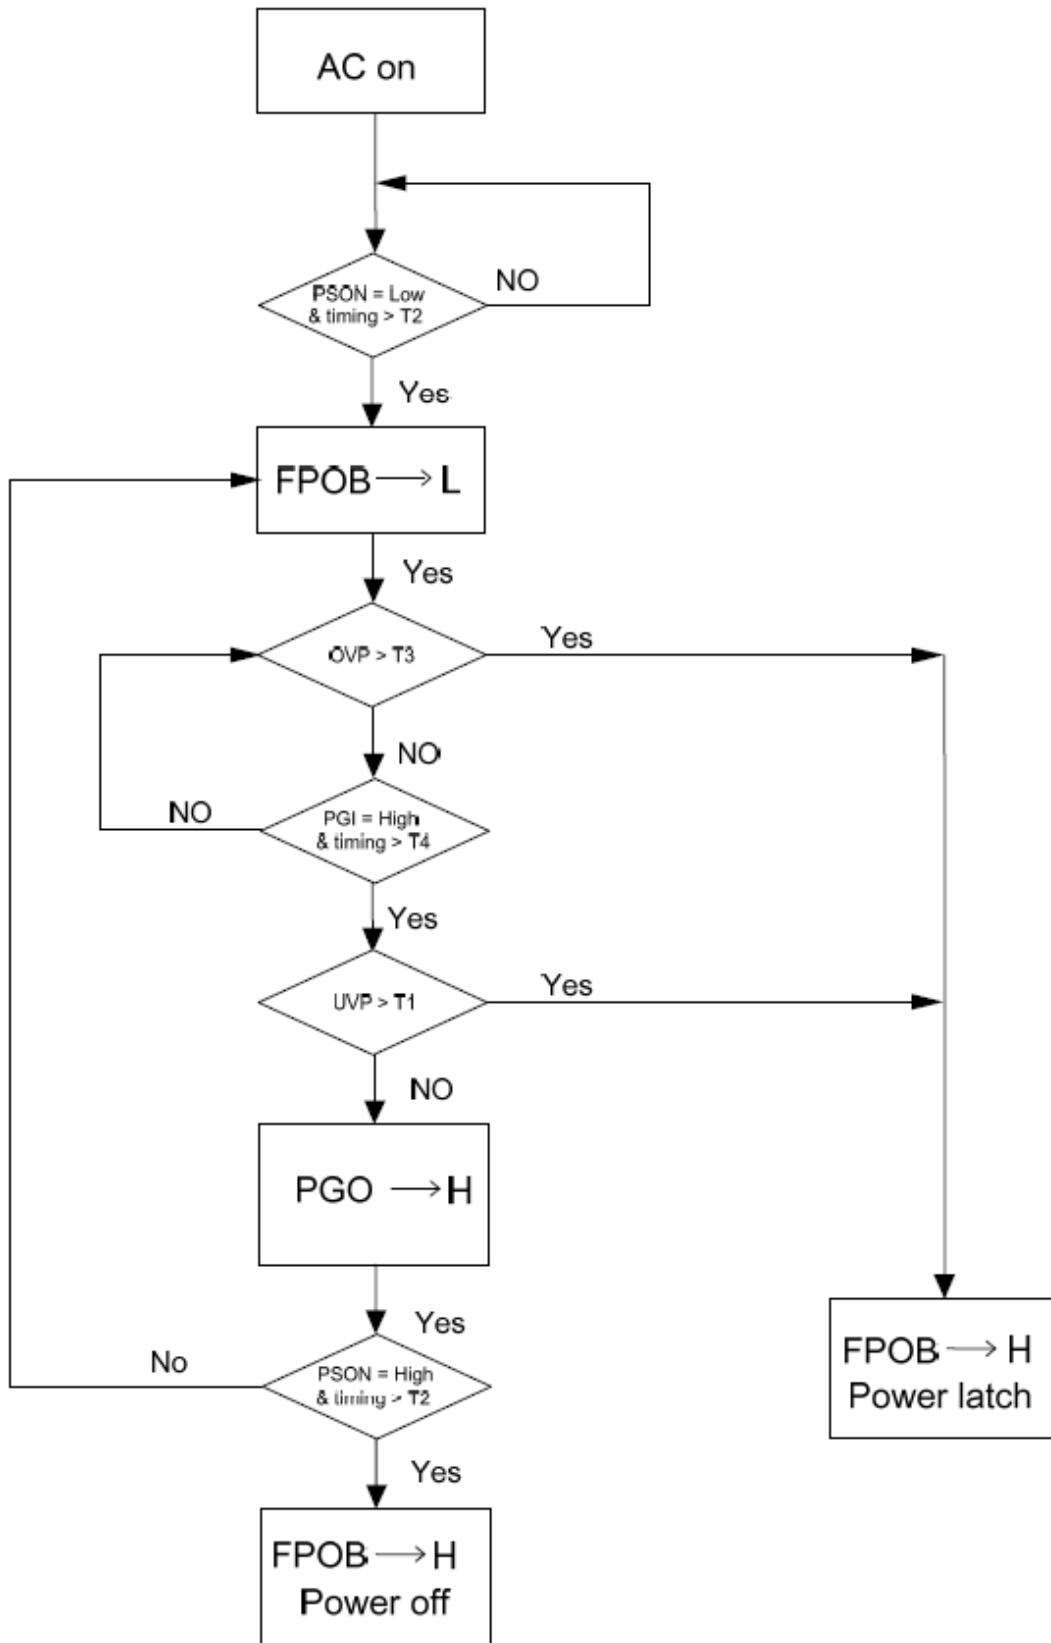 AC on
NO
PSON = Low
& timing > T2
Yes
FPOB → L
Yes
OVP > T3
Yes
NO
NO
PGI = High
& timing > T4
Yes
UVP > T1
Yes
NO
PGO → H
Yes
No
PSON = High
& timing > T2
FPOB → H
Power latch
Yes
FPOB → H
Power off